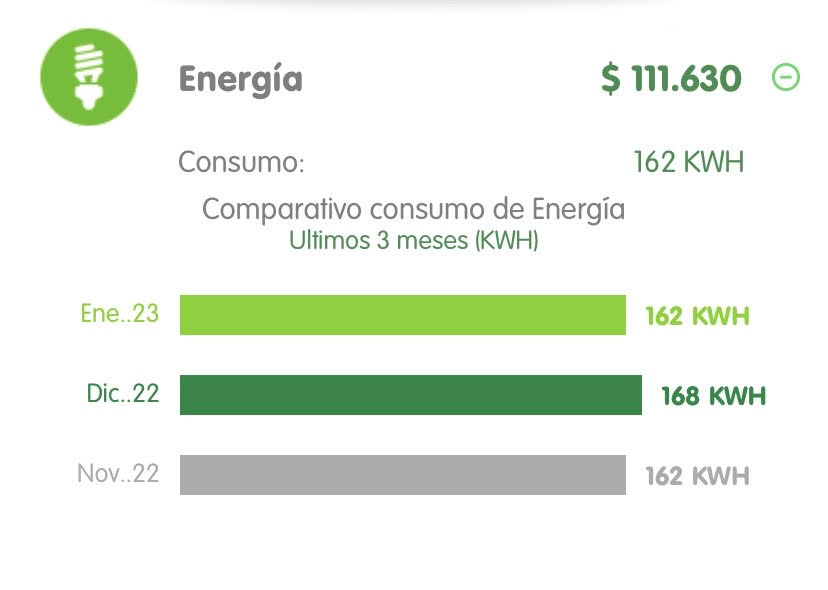 Energía $ 111.630
Consumo: 162 KWH
Comparativo consumo de Energía
Ultimos 3 meses (KWH)
Ene..23 162 KWH
Dic..22 168 KWH
Nov..22 162 KWH